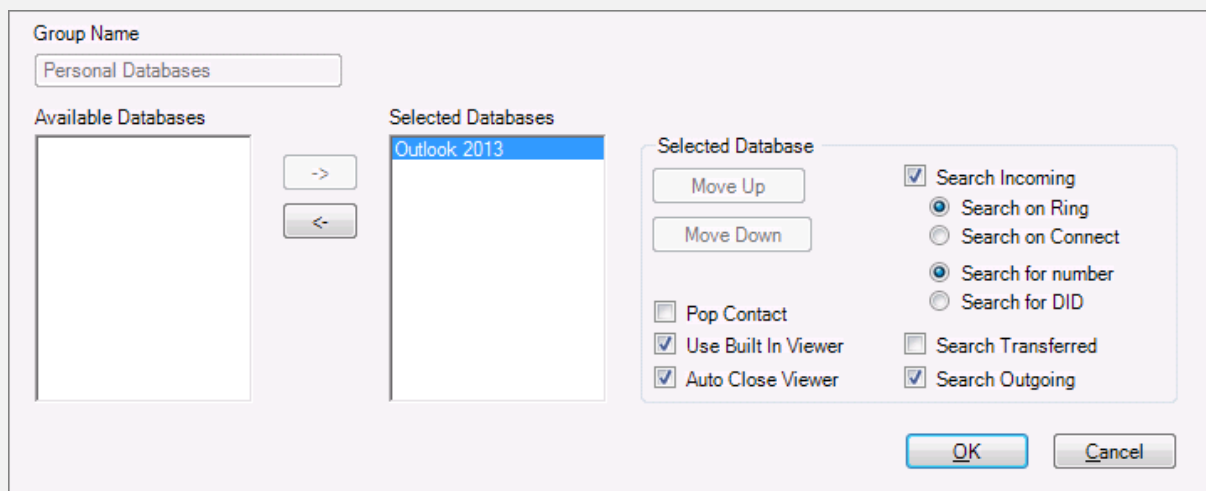 Group Name
Personal Databases
Available Databases
Selected Databases
Outlook 2013
->
<-
Selected Database
Move Up
Move Down
Pop Contact
Use Built In Viewer
Auto Close Viewer
Search Incoming
Search on Ring
Search on Connect
Search for number
Search for DID
Search Transferred
Search Outgoing
OK
Cancel